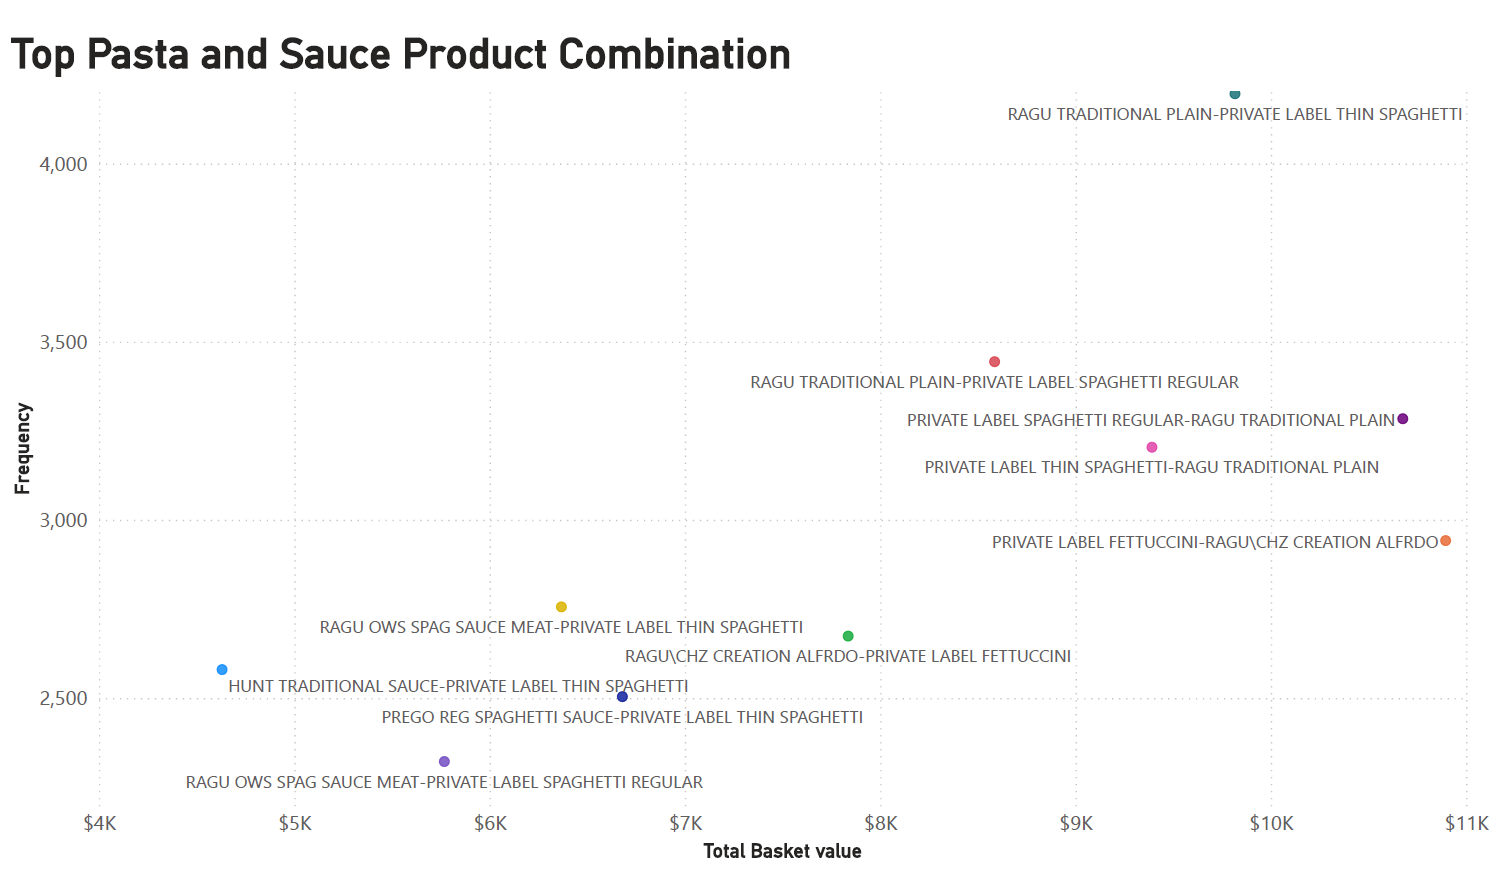 Top Pasta and Sauce Product Combination
RAGU TRADITIONAL PLAIN-PRIVATE LABEL THIN SPAGHETTI
4,000
3,500
RAGU TRADITIONAL PLAIN-PRIVATE LABEL SPAGHETTI REGULAR
PRIVATE LABEL SPAGHETTI REGULAR-RAGU TRADITIONAL PLAIN
PRIVATE LABEL THIN SPAGHETTI-RAGU TRADITIONAL PLAIN
Frequency
3,000
PRIVATE LABEL FETTUCCINI-RAGU\CHZ CREATION ALFRDO
RAGU OWS SPAG SAUCE MEAT-PRIVATE LABEL THIN SPAGHETTI
RAGU\CHZ CREATION ALFRDO-PRIVATE LABEL FETTUCCINI
HUNT TRADITIONAL SAUCE-PRIVATE LABEL THIN SPAGHETTI
2,500
PREGO REG SPAGHETTI SAUCE-PRIVATE LABEL THIN SPAGHETTI
RAGU OWS SPAG SAUCE MEAT-PRIVATE LABEL SPAGHETTI REGULAR
$4K $5K $6K $7K $8K $9K $10K $11K
Total Basket value